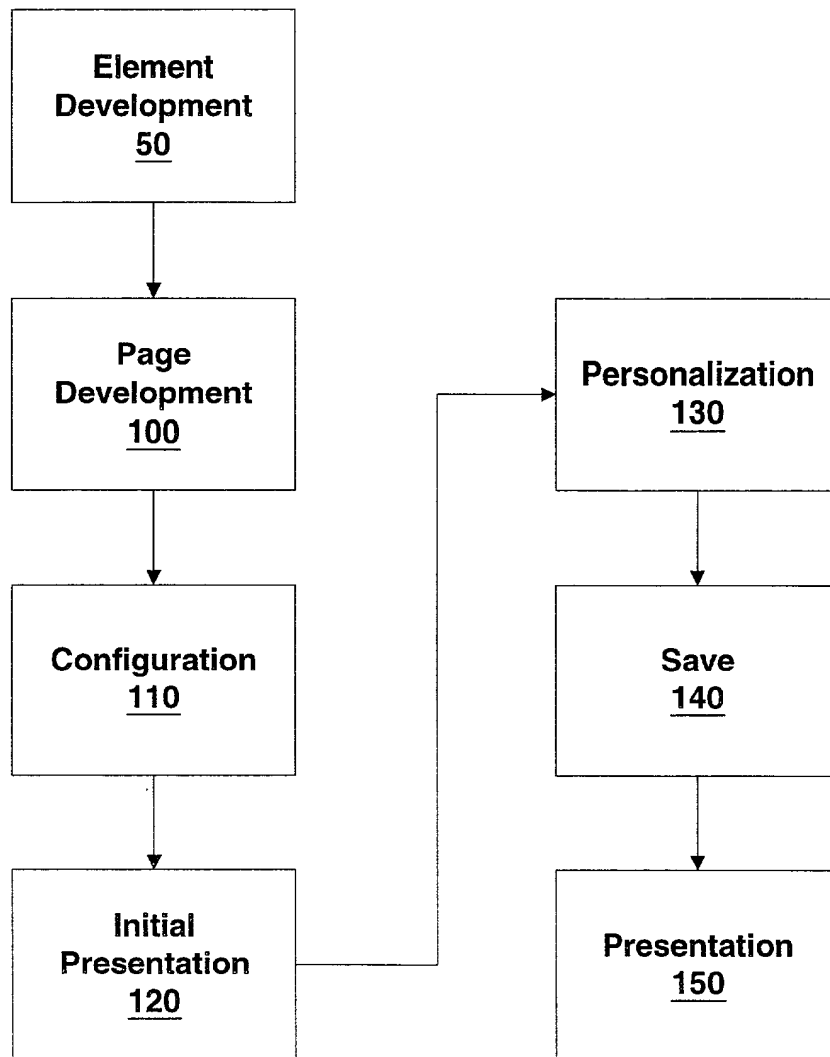 Element
Development
50
Page
Development
100
Configuration
110
Initial
Presentation
120
Personalization
130
Save
140
Presentation
150